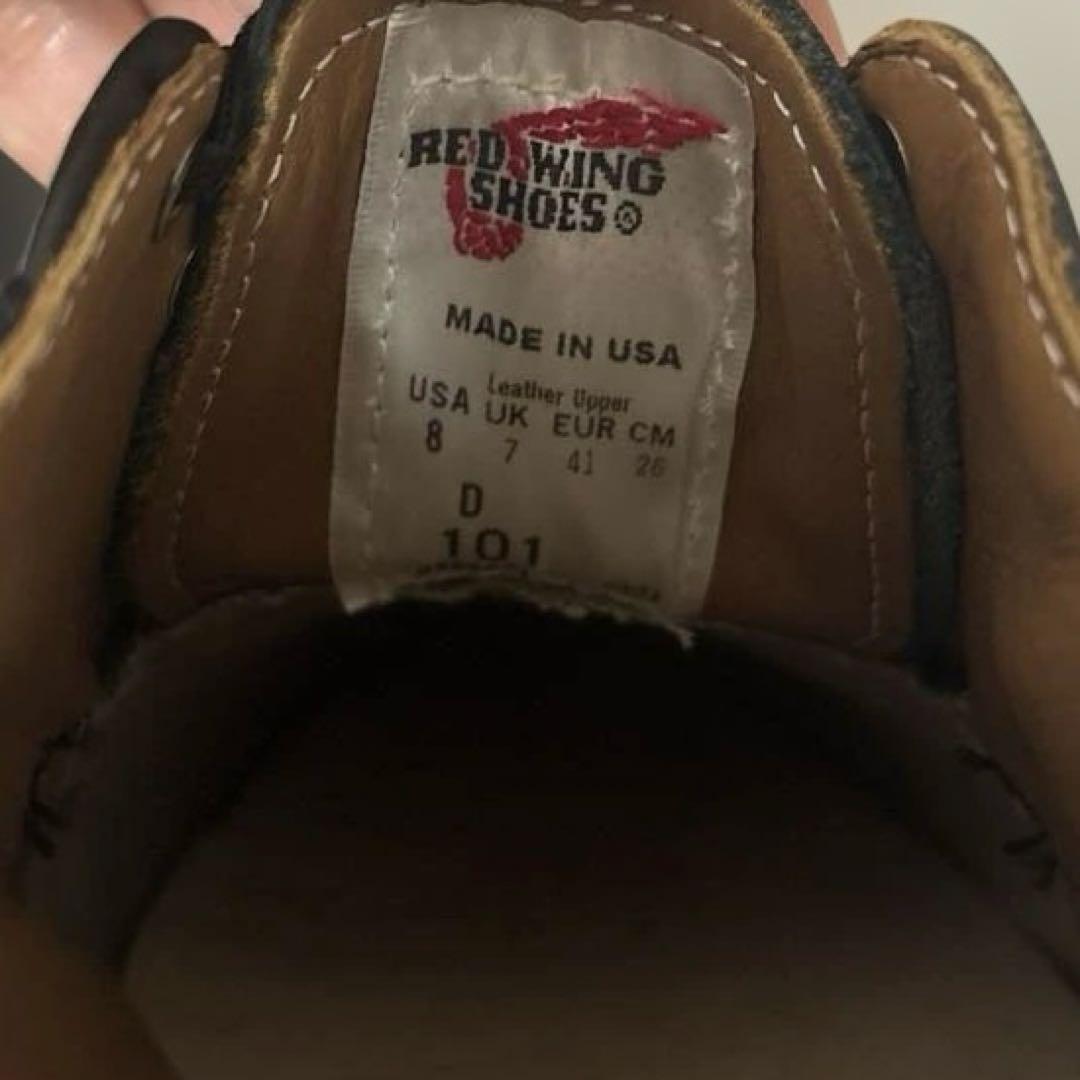 RED WING
SHOES
MADE IN USA
Leather Upper
USA UK EUR CM
8 7 41 26
D
101